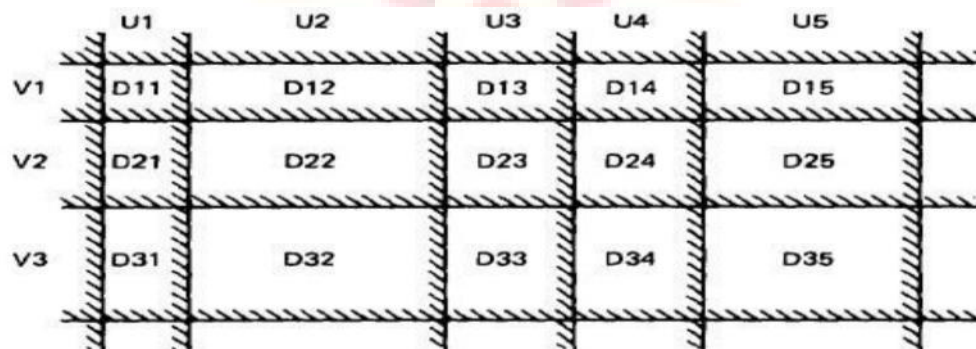 U1 U2 U3 U4 U5
V1 D11 D12 D13 D14 D15
V2 D21 D22 D23 D24 D25
V3 D31 D32 D33 D34 D35